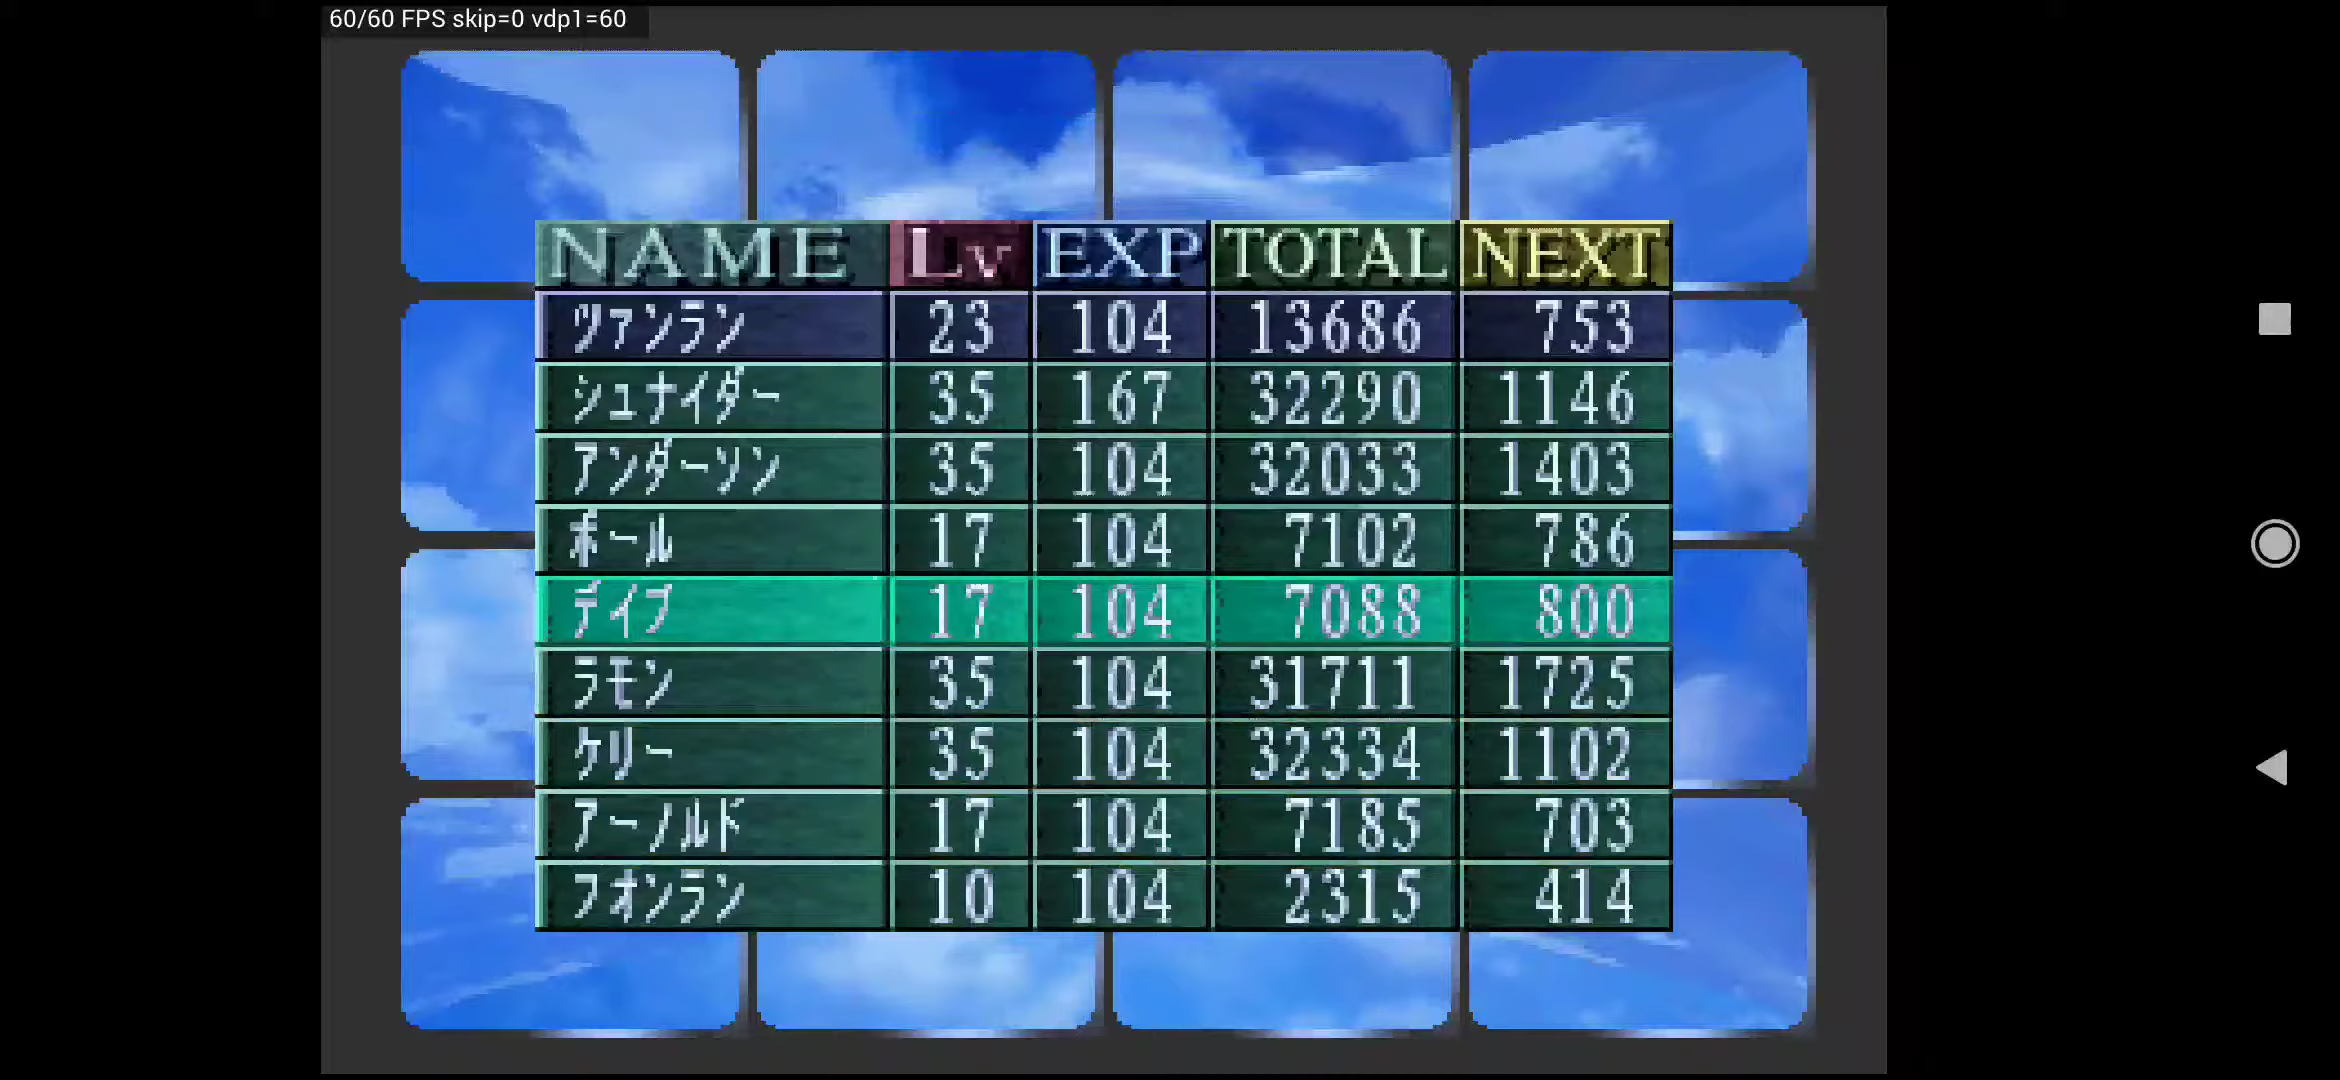 60/60 FPS skip=0 vdp1=60
NAME Lv EXP TOTAL NEXT
ツァンラン 23 104 13686 753
シュナイダー 35 167 32290 1146
アンダーソン 35 104 32033 1403
ポール 17 104 7102 786
デイブ 17 104 7088 800
ラモン 35 104 31711 1725
ケリー 35 104 32334 1102
アーノルド 17 104 7185 703
フォンラン 10 104 2315 414